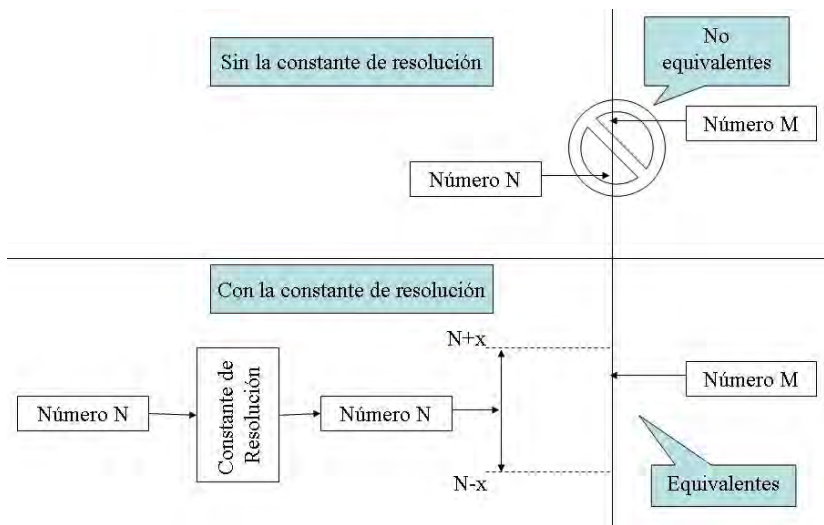 Sin la constante de resolución
No
equivalentes
Número M
Número N
Con la constante de resolución
N+x
Número N
Constante de
Resolución
Número N
Número M
N-x
Equivalentes